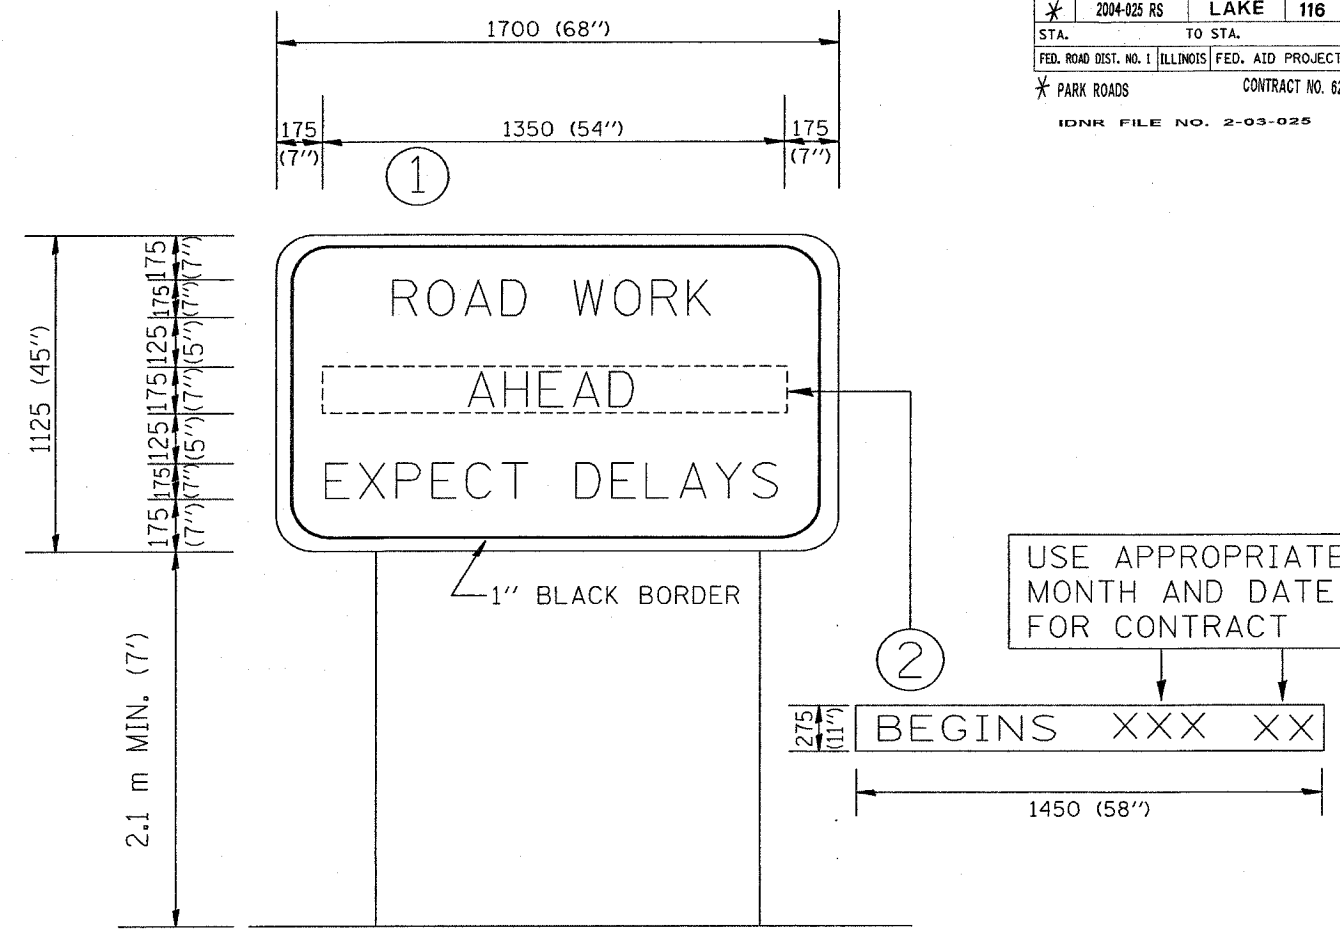 * 2004-025 RS LAKE 116
STA. TO STA.
FED. ROAD DIST. NO. 1 ILLINOIS FED. AID PROJECT
* PARK ROADS CONTRACT NO. 62
IDNR FILE NO. 2-03-025
1700 (68'')
175 (7'')
1350 (54'')
175 (7'')
1
1125 (45'')
175 (7'')
175 (7'')
125 (5'')
175 (7'')
125 (5'')
175 (7'')
175 (7'')
ROAD WORK
AHEAD
EXPECT DELAYS
1'' BLACK BORDER
2.1 m MIN. (7')
USE APPROPRIATE
MONTH AND DATE
FOR CONTRACT
2
275 (11'')
BEGINS XXX XX
1450 (58'')